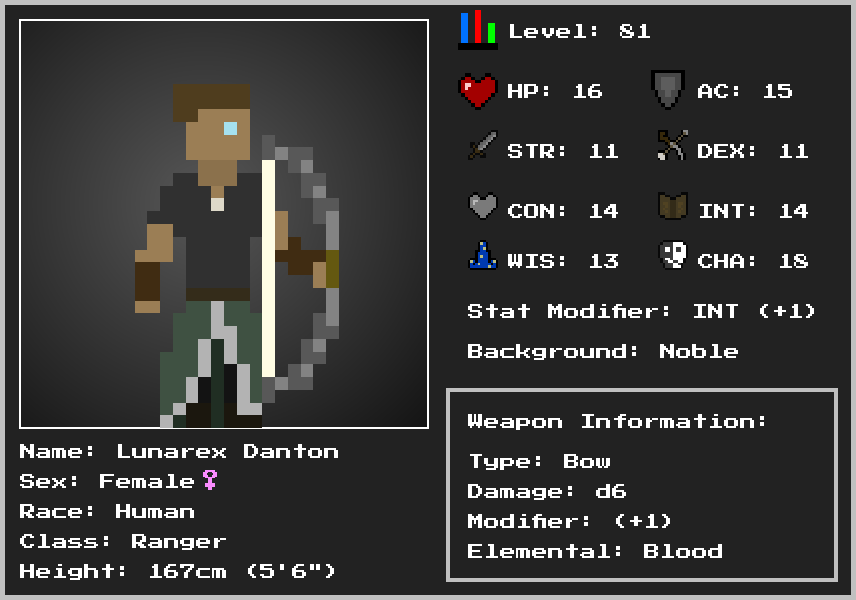 Level: 81
HP: 16
AC: 15
STR: 11
DEX: 11
CON: 14
INT: 14
WIS: 13
CHA: 18
Stat Modifier: INT (+1)
Background: Noble
Weapon Information:
Type: Bow
Damage: d6
Modifier: (+1)
Elemental: Blood
Name: Lunarex Danton
Sex: Female♀
Race: Human
Class: Ranger
Height: 167cm (5'6")